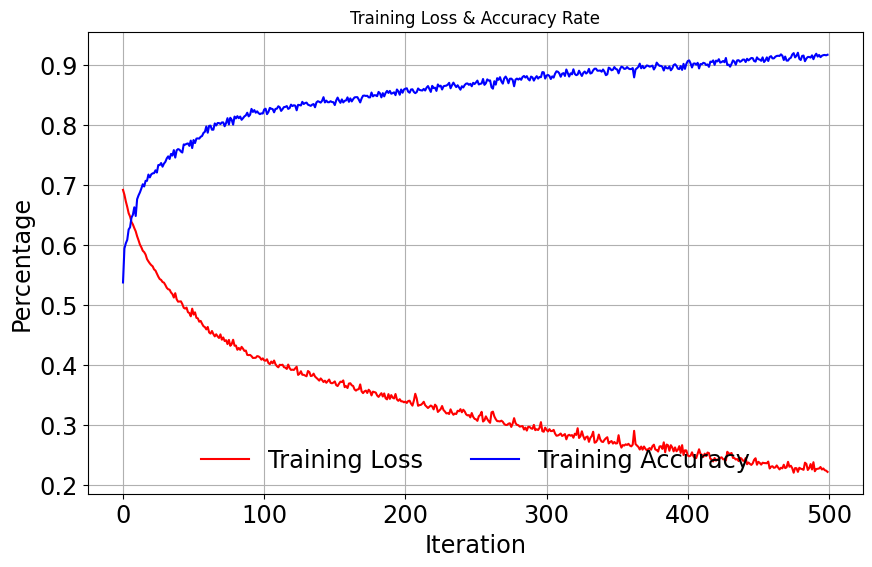 Training Loss & Accuracy Rate
Percentage
0.9
0.8
0.7
0.6
0.5
0.4
0.3
0.2
Training Loss Training Accuracy
0 100 200 300 400 500
Iteration